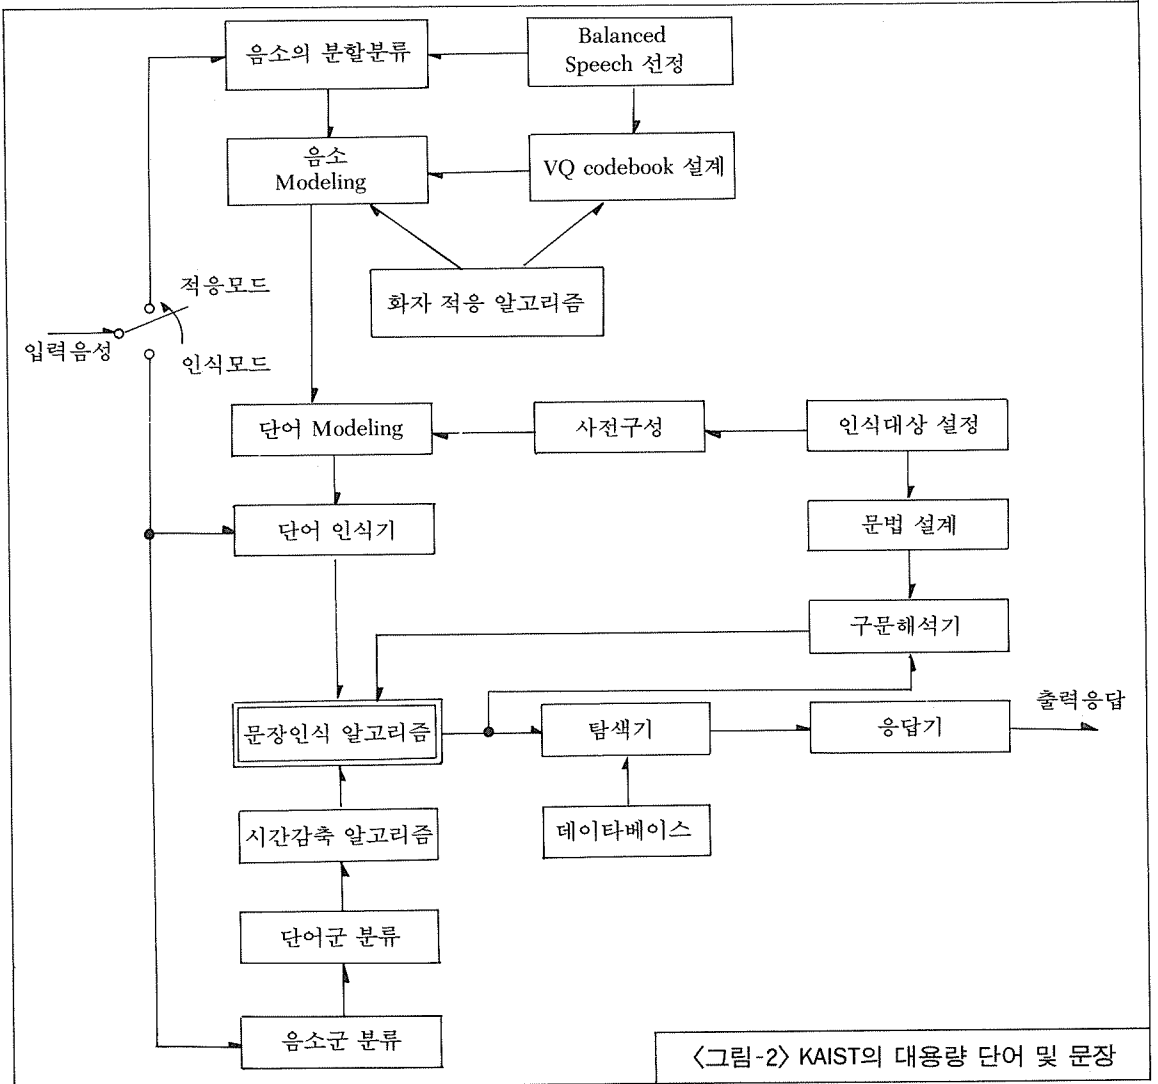 음소의 분할분류
Balanced
Speech 선정
음소
Modeling
VQ codebook 설계
화자 적응 알고리즘
적응모드
입력음성
인식모드
단어 Modeling
사전구성
인식대상 설정
단어 인식기
문법 설계
구문해석기
문장인식 알고리즘
탐색기
응답기
출력응답
시간감축 알고리즘
데이타베이스
단어군 분류
음소군 분류
〈그림-2〉 KAIST의 대용량 단어 및 문장